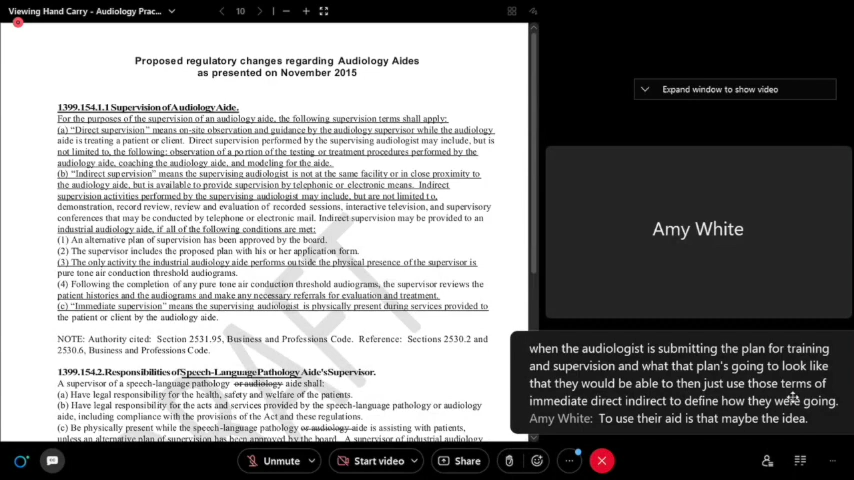 Viewing Hand Carry - Audiology Prac...
10
Expand window to show video
Proposed regulatory changes regarding Audiology Aides
as presented on November 2015
1399.154.1.1 Supervision of Audiology Aide.
For the purposes of the supervision of an audiology aide, the following supervision terms shall apply:
(a) "Direct supervision" means on-site observation and guidance by the audiology supervisor while the audiology
aide is treating a patient or client. Direct supervision performed by the supervising audiologist may include, but is
not limited to, the following: observation of a portion of the testing or treatment procedures performed by the
audiology aide, coaching the audiology aide, and modeling for the aide.
(b) "Indirect supervision" means the supervising audiologist is not at the same facility or in close proximity to
the audiology aide, but is available to provide supervision by telephonic or electronic means. Indirect
supervision activities performed by the supervising audiologist may include, but are not limited to,
demonstration, record review, review and evaluation of recorded sessions, interactive television, and supervisory
conferences that may be conducted by telephone or electronic mail. Indirect supervision may be provided to an
industrial audiology aide, if all of the following conditions are met:
(1) An alternative plan of supervision has been approved by the board.
(2) The supervisor includes the proposed plan with his or her application form.
(3) The only activity the industrial audiology aide performs outside the physical presence of the supervisor is
pure tone air conduction threshold audiograms.
(4) Following the completion of any pure tone air conduction threshold audiograms, the supervisor reviews the
patient histories and the audiograms and make any necessary referrals for evaluation and treatment.
(c) "Immediate supervision" means the supervising audiologist is physically present during services provided to
the patient or client by the audiology aide.
NOTE: Authority cited: Section 2531.95, Business and Professions Code. Reference: Sections 2530.2 and
2530.6, Business and Professions Code.
1399.154.2. Responsibilities of Speech-Language Pathology Aide's Supervisor.
A supervisor of a speech-language pathology or audiology aide shall:
(a) Have legal responsibility for the health, safety and welfare of the patients.
(b) Have legal responsibility for the acts and services provided by the speech-language pathology or audiology
aide, including compliance with the provisions of the Act and these regulations.
(c) Be physically present while the speech-language pathology or audiology aide is assisting with patients,
unless an alternative plan of supervision has been approved by the board. A supervisor of industrial audiology
DRAFT
Amy White
when the audiologist is submitting the plan for training
and supervision and what that plan's going to look like
that they would be able to then just use those terms of
immediate direct indirect to define how they were going.
Amy White: To use their aid is that maybe the idea.
Unmute
Start video
Share